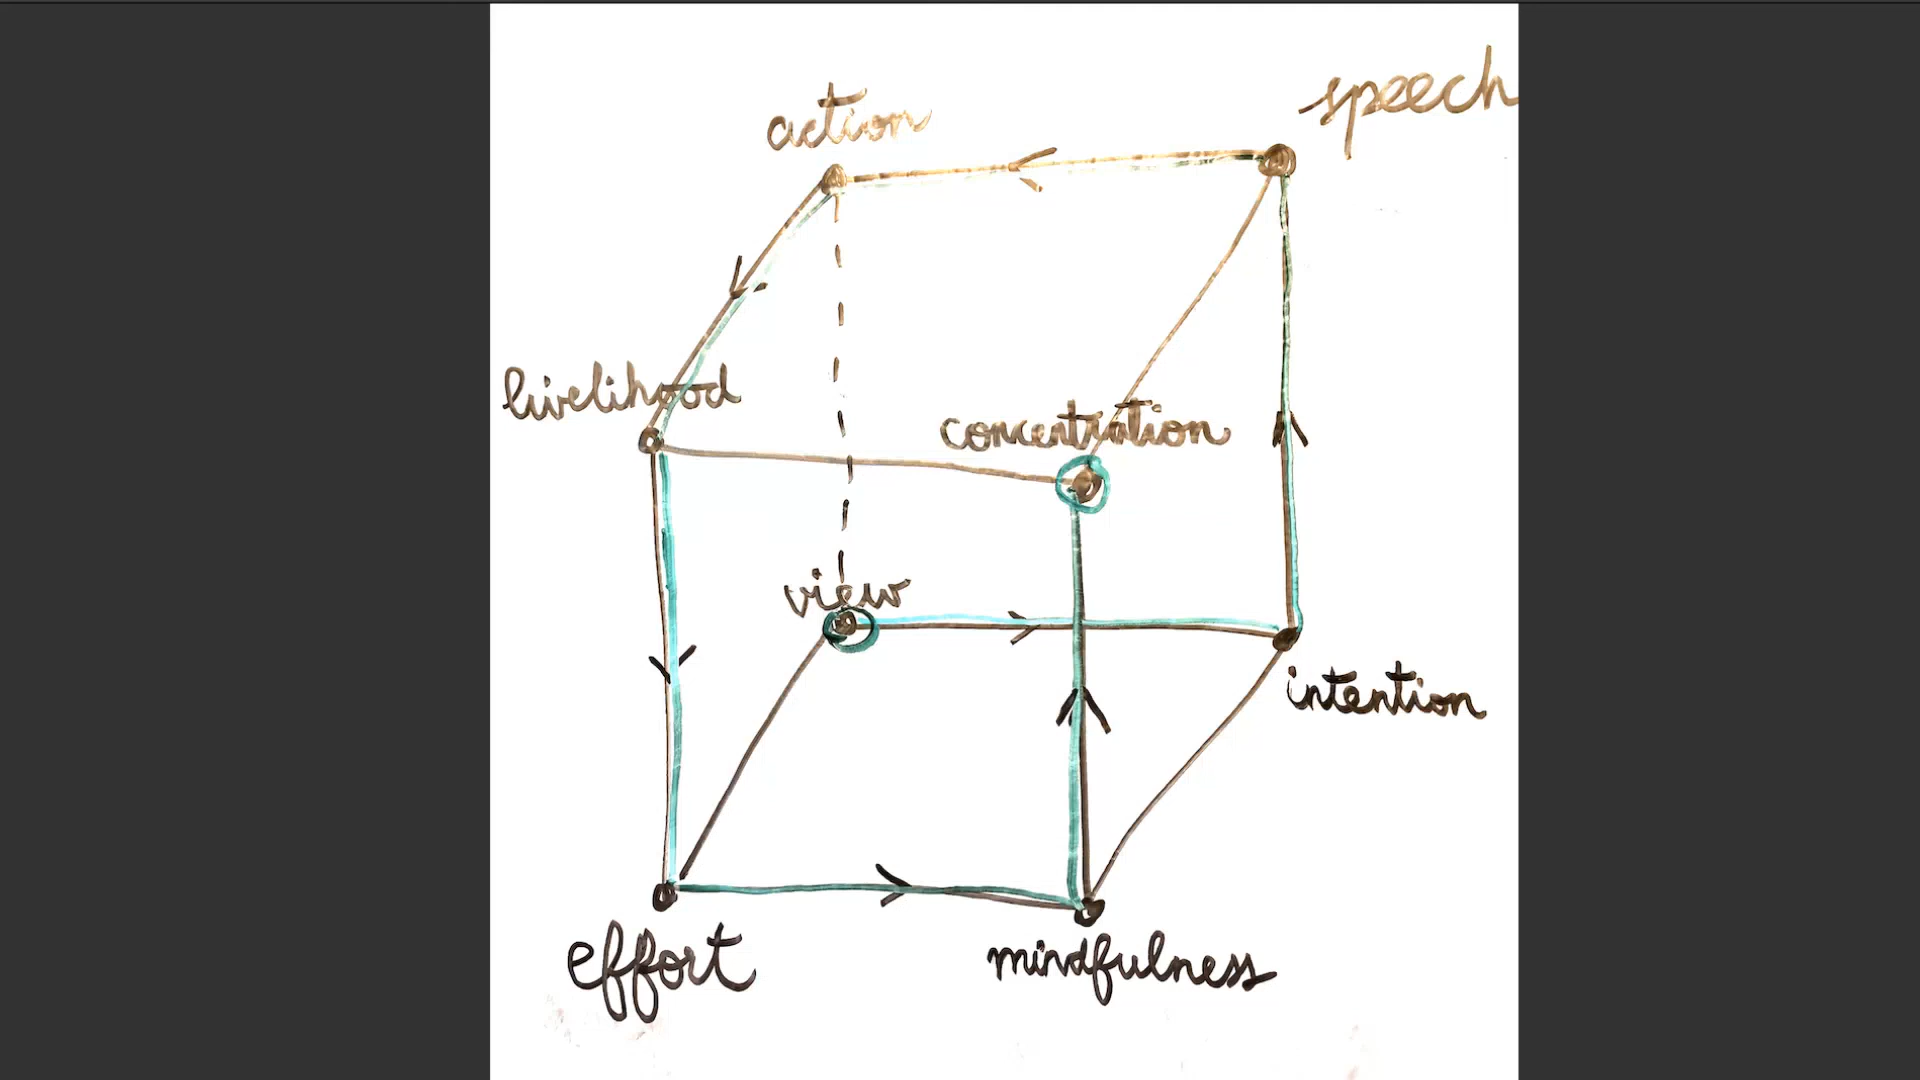 speech
action
livelihood
concentration
view
intention
effort
mindfulness